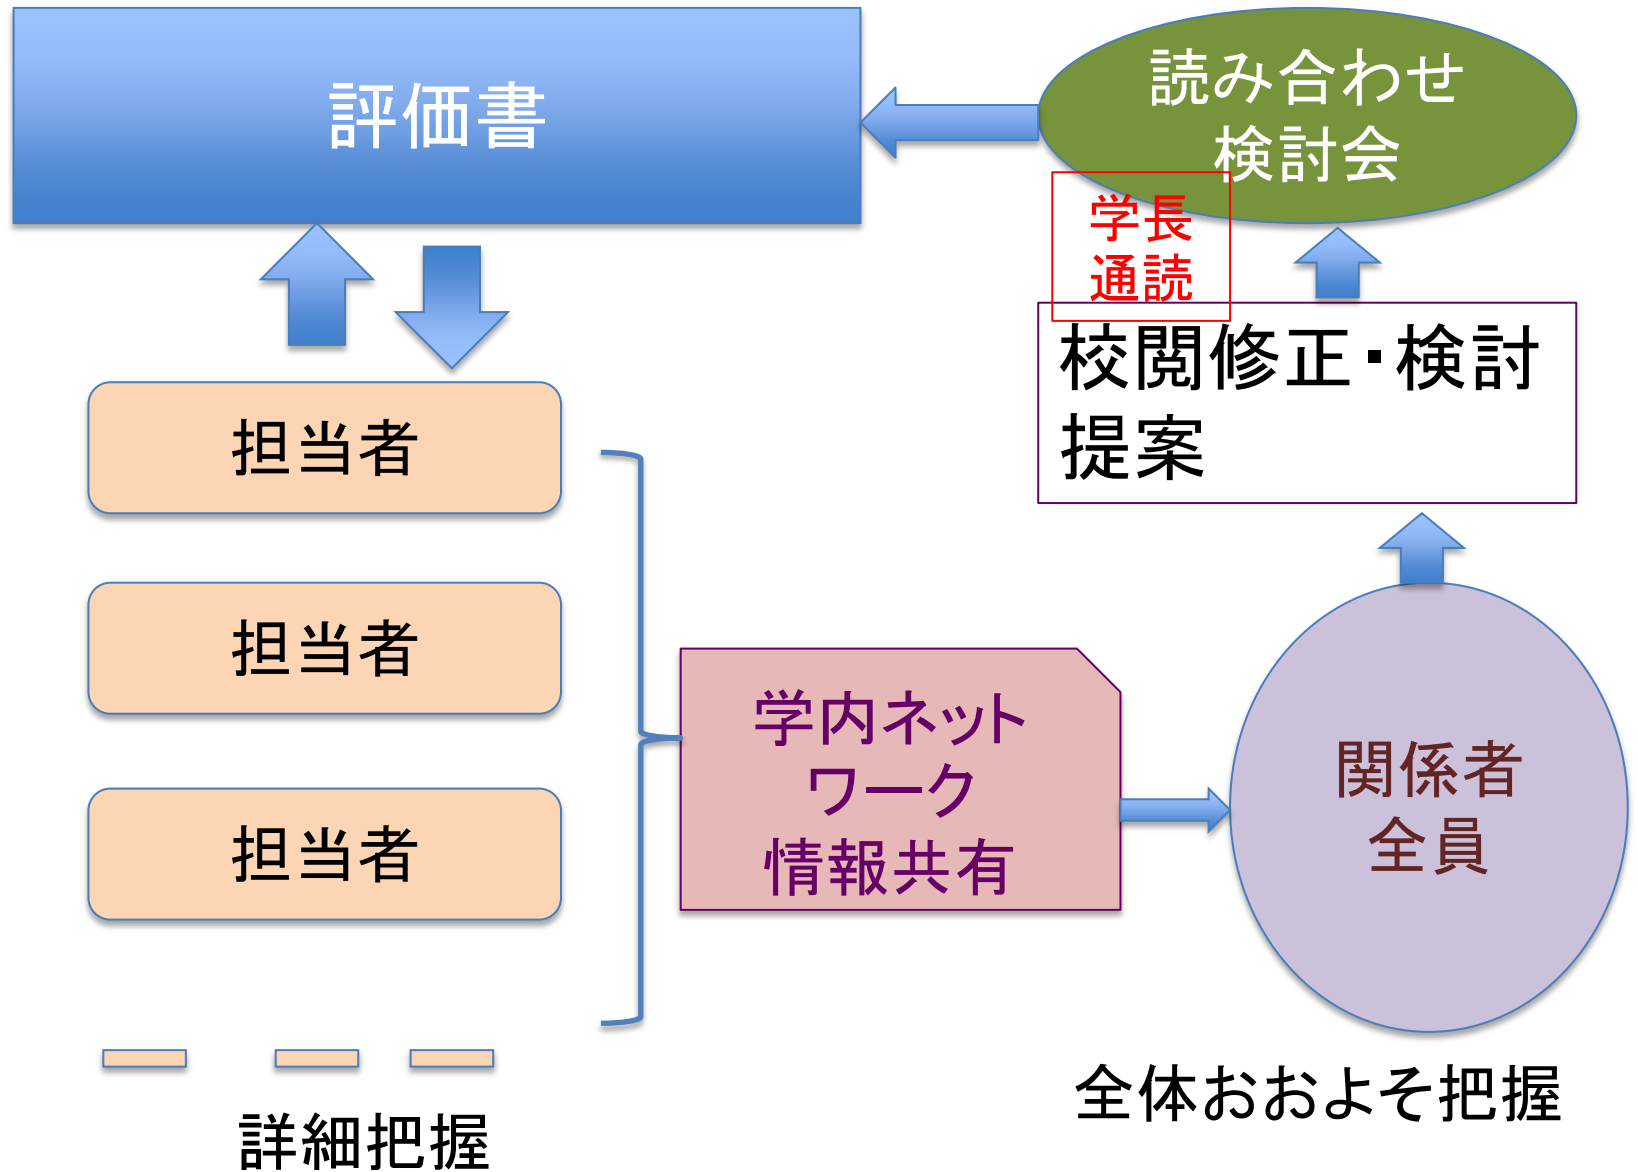 評価書
読み合わせ
検討会
学長
通読
校閲修正・検討
提案
担当者
担当者
担当者
学内ネット
ワーク
情報共有
関係者
全員
全体おおよそ把握
詳細把握